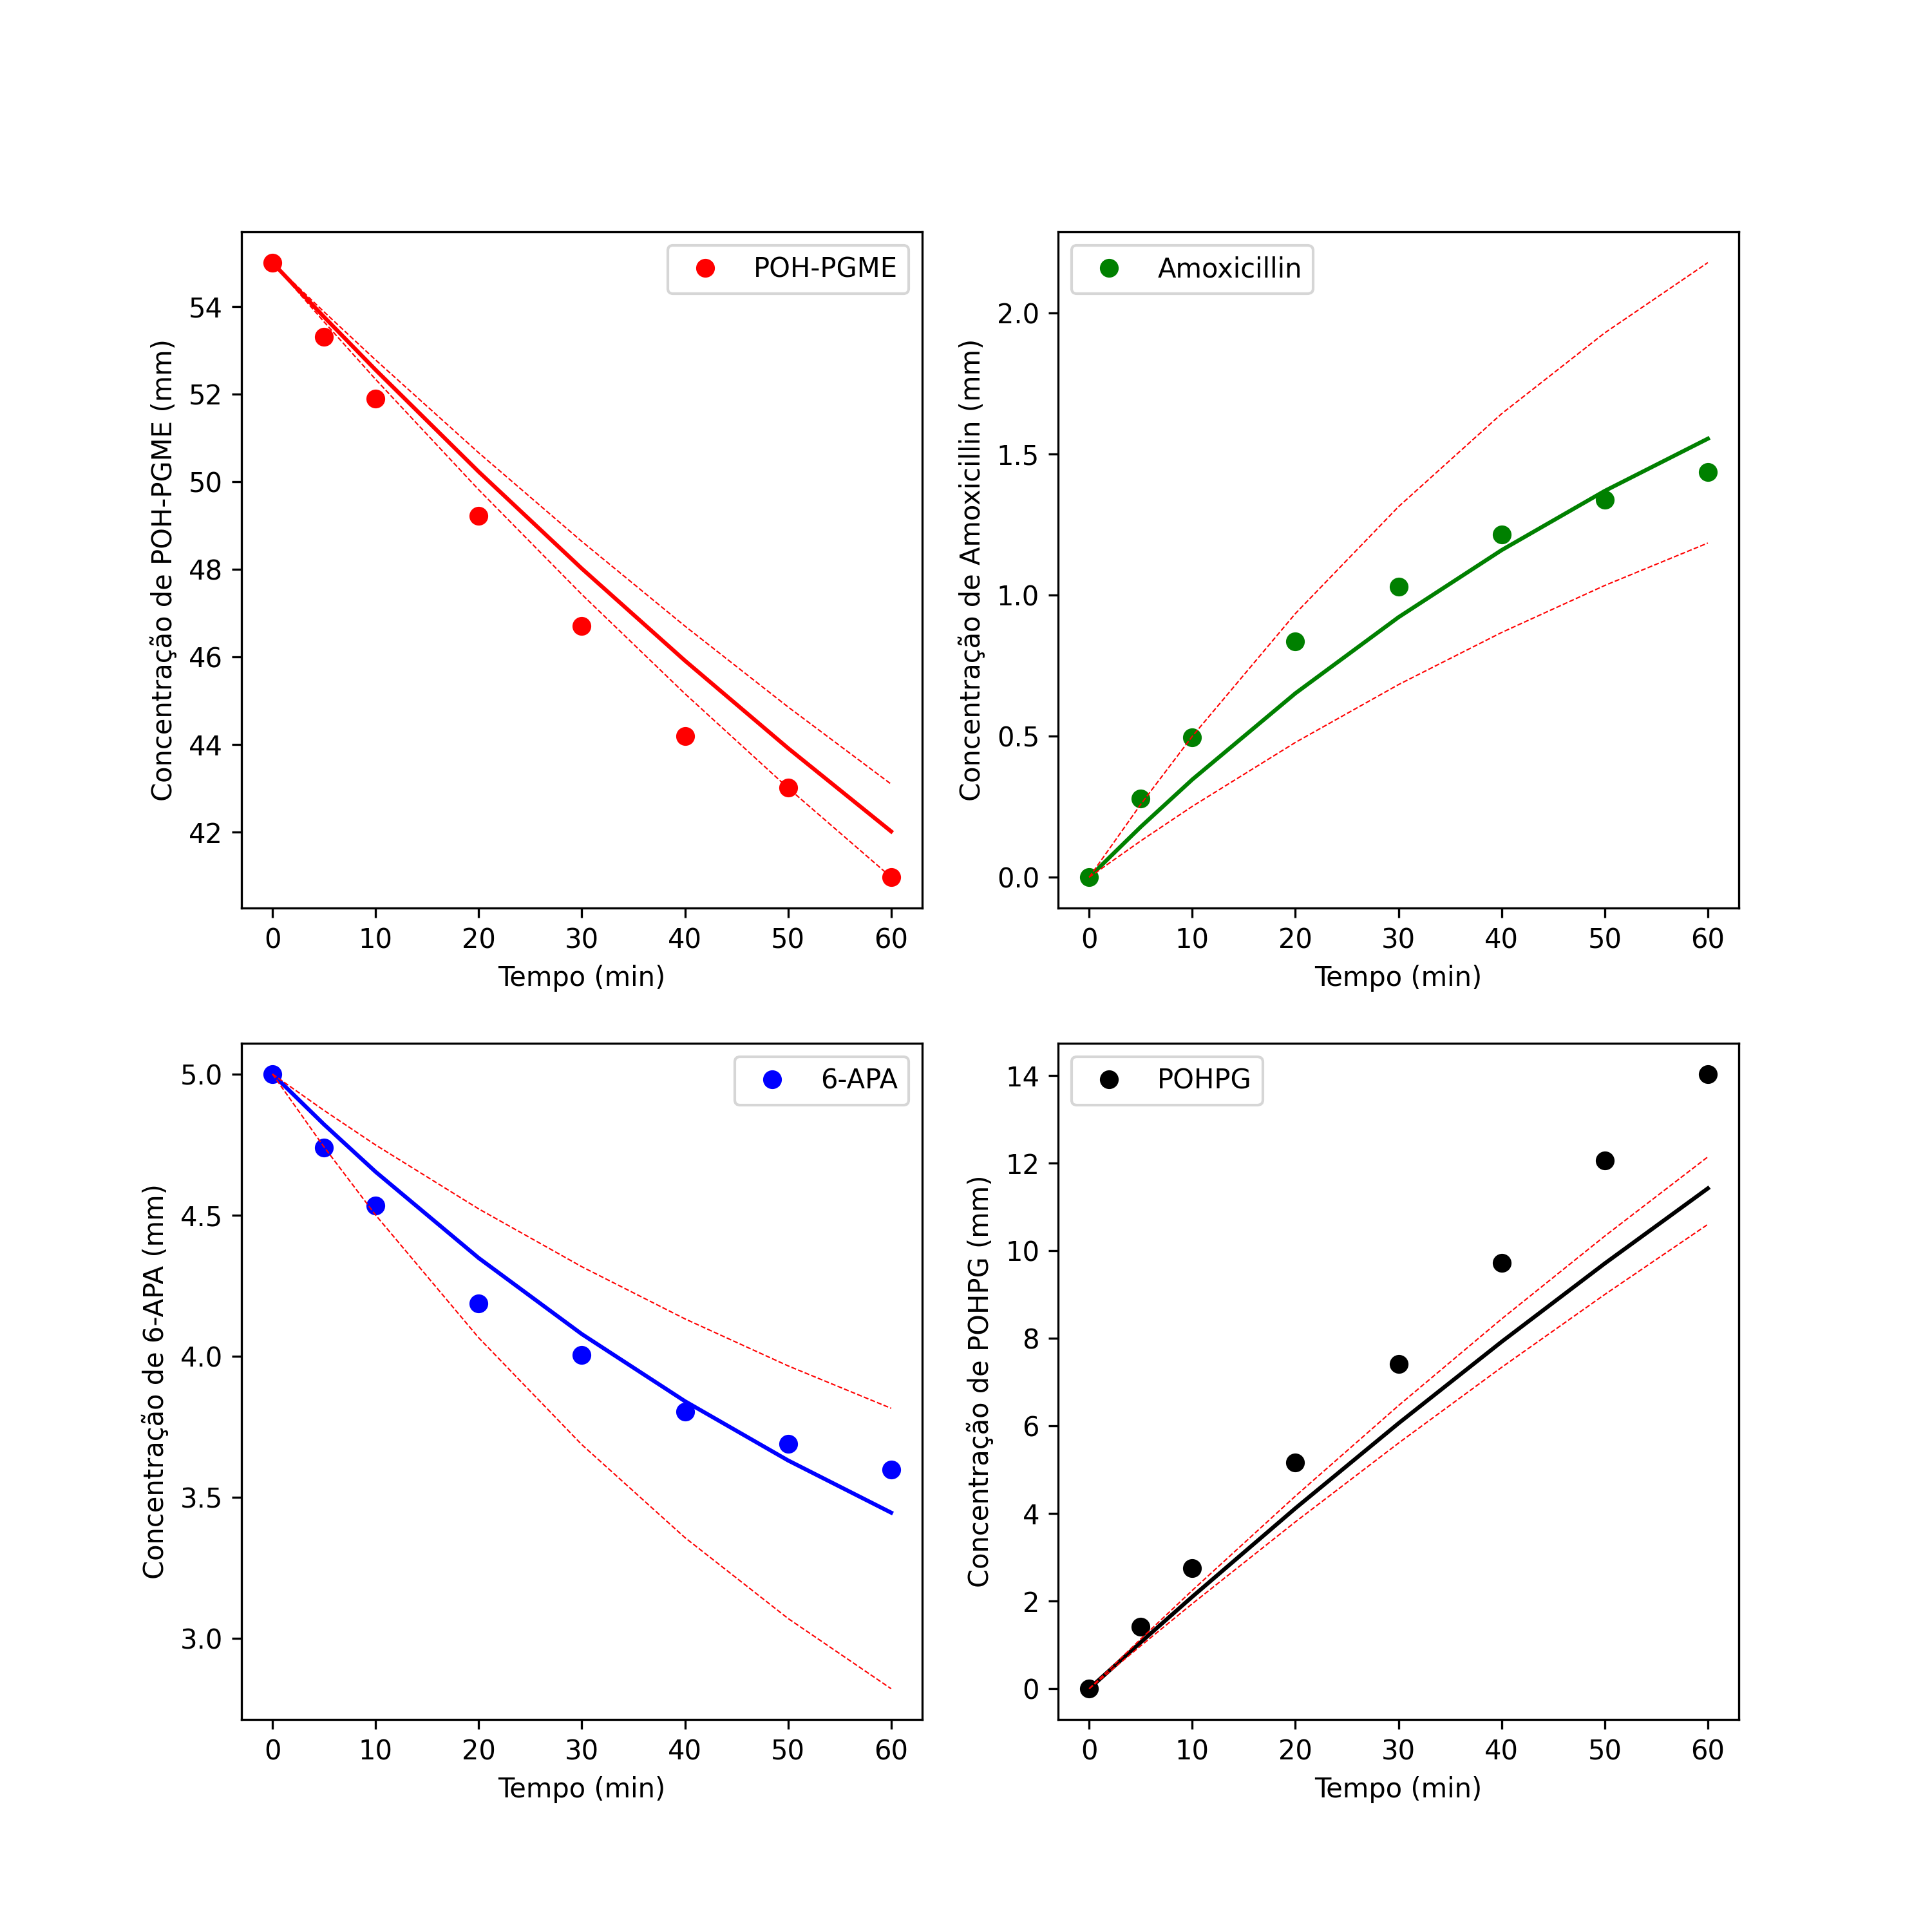 POH-PGME
Concentração de POH-PGME (mm)
54
52
50
48
46
44
42
0 10 20 30 40 50 60
Tempo (min)
Amoxicillin
Concentração de Amoxicillin (mm)
2.0
1.5
1.0
0.5
0.0
0 10 20 30 40 50 60
Tempo (min)
6-APA
Concentração de 6-APA (mm)
5.0
4.5
4.0
3.5
3.0
0 10 20 30 40 50 60
Tempo (min)
POHPG
Concentração de POHPG (mm)
14
12
10
8
6
4
2
0
0 10 20 30 40 50 60
Tempo (min)